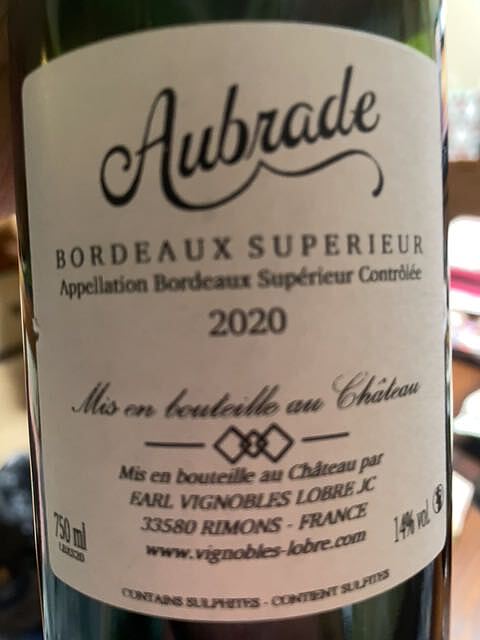 Aubrade
BORDEAUX SUPERIEUR
Appellation Bordeaux Supérieur Contrôlée
2020
Mis en bouteille au Château
Mis en bouteille au Château par
EARL VIGNOBLES LOBRE JC
33580 RIMONS - FRANCE
www.vignobles-lobre.com
750 ml
14% vol.
CONTAINS SULPHITES - CONTIENT SULFITES